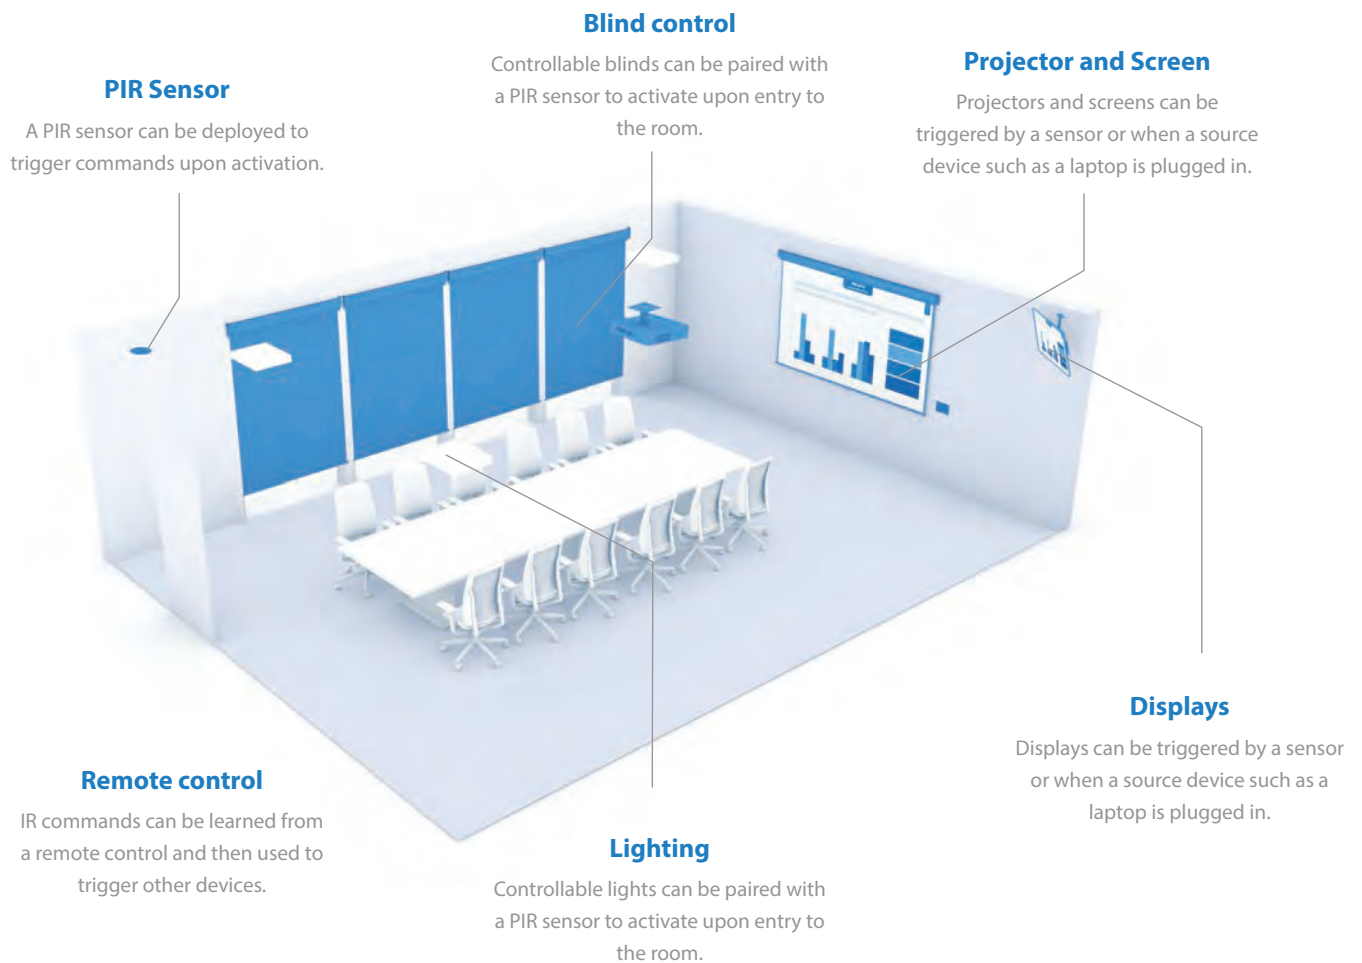 Blind control
Controllable blinds can be paired with
a PIR sensor to activate upon entry to
the room.
Projector and Screen
Projectors and screens can be
triggered by a sensor or when a source
device such as a laptop is plugged in.
PIR Sensor
A PIR sensor can be deployed to
trigger commands upon activation.
Displays
Displays can be triggered by a sensor
or when a source device such as a
laptop is plugged in.
Remote control
IR commands can be learned from
a remote control and then used to
trigger other devices.
Lighting
Controllable lights can be paired with
a PIR sensor to activate upon entry to
the room.